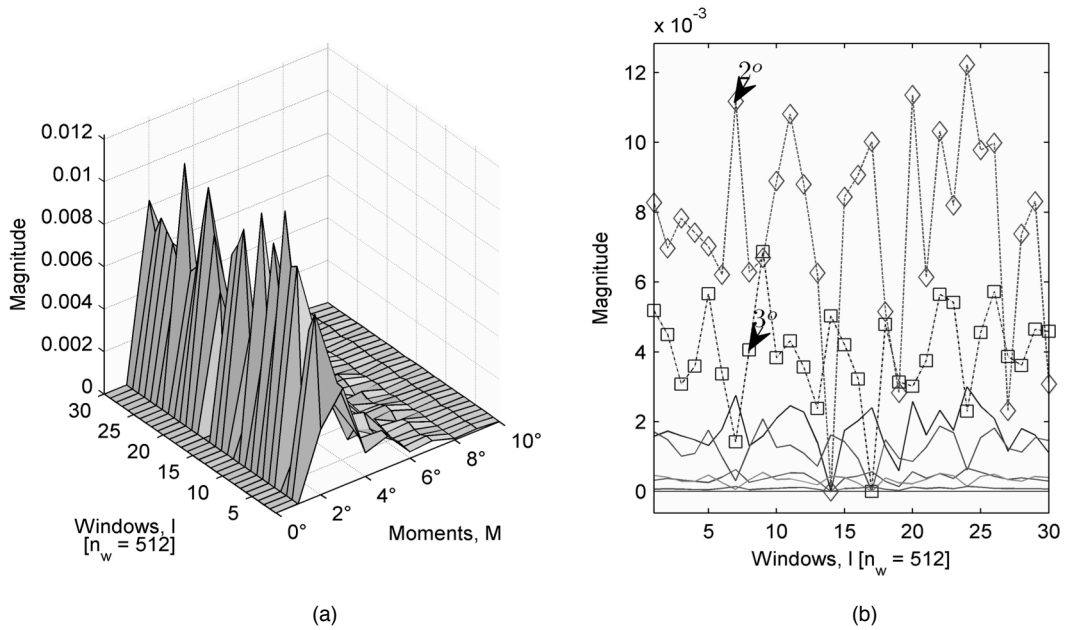 0.012
0.01
0.008
0.006
0.004
0.002
0
Magnitude
30
25
20
15
10
5
Windows, I
[n_w = 512]
0°
2°
4°
6°
8°
10°
Moments, M
(a)
x 10^-3
12
10
8
6
4
2
0
Magnitude
2º
3º
5
10
15
20
25
30
Windows, I [n_w = 512]
(b)